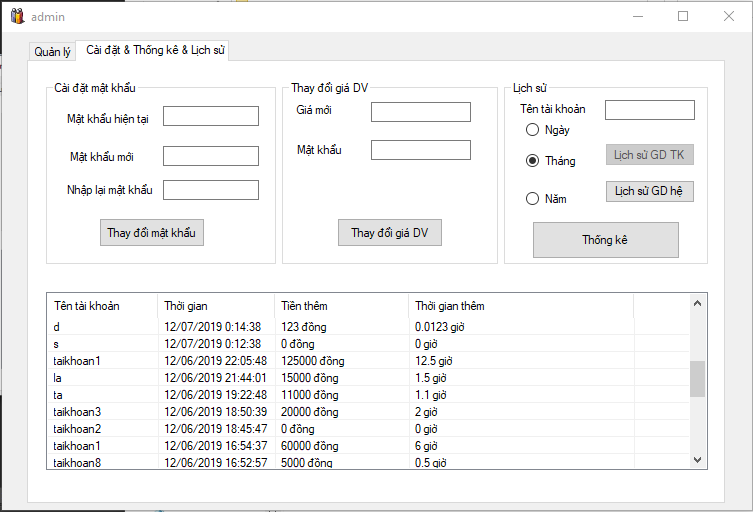 admin
Quản lý
Cài đặt & Thống kê & Lịch sử
Cài đặt mật khẩu
Mật khẩu hiện tại
Mật khẩu mới
Nhập lại mật khẩu
Thay đổi mật khẩu
Thay đổi giá DV
Giá mới
Mật khẩu
Thay đổi giá DV
Lịch sử
Tên tài khoản
Ngày
Tháng
Năm
Lịch sử GD TK
Lịch sử GD hệ
Thống kê
Tên tài khoản Thời gian Tiền thêm Thời gian thêm
d 12/07/2019 0:14:38 123 đồng 0.0123 giờ
s 12/07/2019 0:12:38 0 đồng 0 giờ
taikhoan1 12/06/2019 22:05:48 125000 đồng 12.5 giờ
la 12/06/2019 21:44:01 15000 đồng 1.5 giờ
ta 12/06/2019 19:22:48 11000 đồng 1.1 giờ
taikhoan3 12/06/2019 18:50:39 20000 đồng 2 giờ
taikhoan2 12/06/2019 18:45:47 0 đồng 0 giờ
taikhoan1 12/06/2019 16:54:37 60000 đồng 6 giờ
taikhoan8 12/06/2019 16:52:57 5000 đồng 0.5 giờ